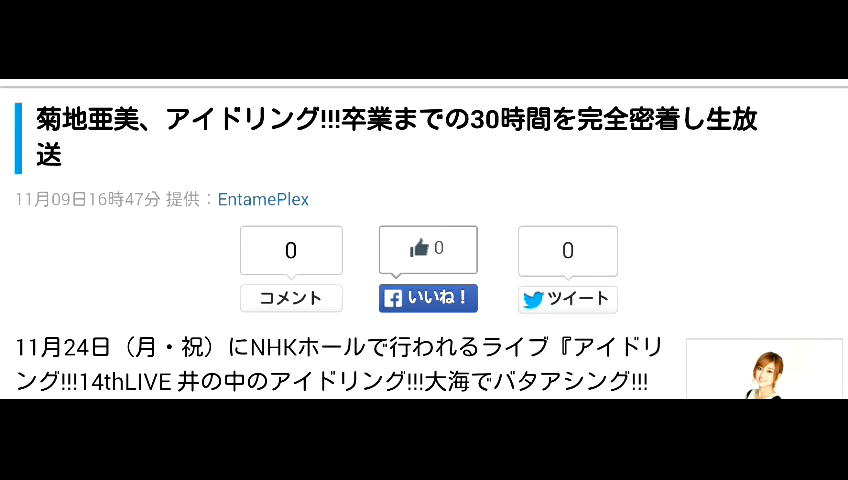 菊地亜美、アイドリング!!!卒業までの30時間を完全密着し生放
送
11月09日16時47分 提供：EntamePlex
0
0
0
コメント
いいね！
ツイート
11月24日（月・祝）にNHKホールで行われるライブ『アイドリ
ング!!!14thLIVE 井の中のアイドリング!!!大海でバタアシング!!!